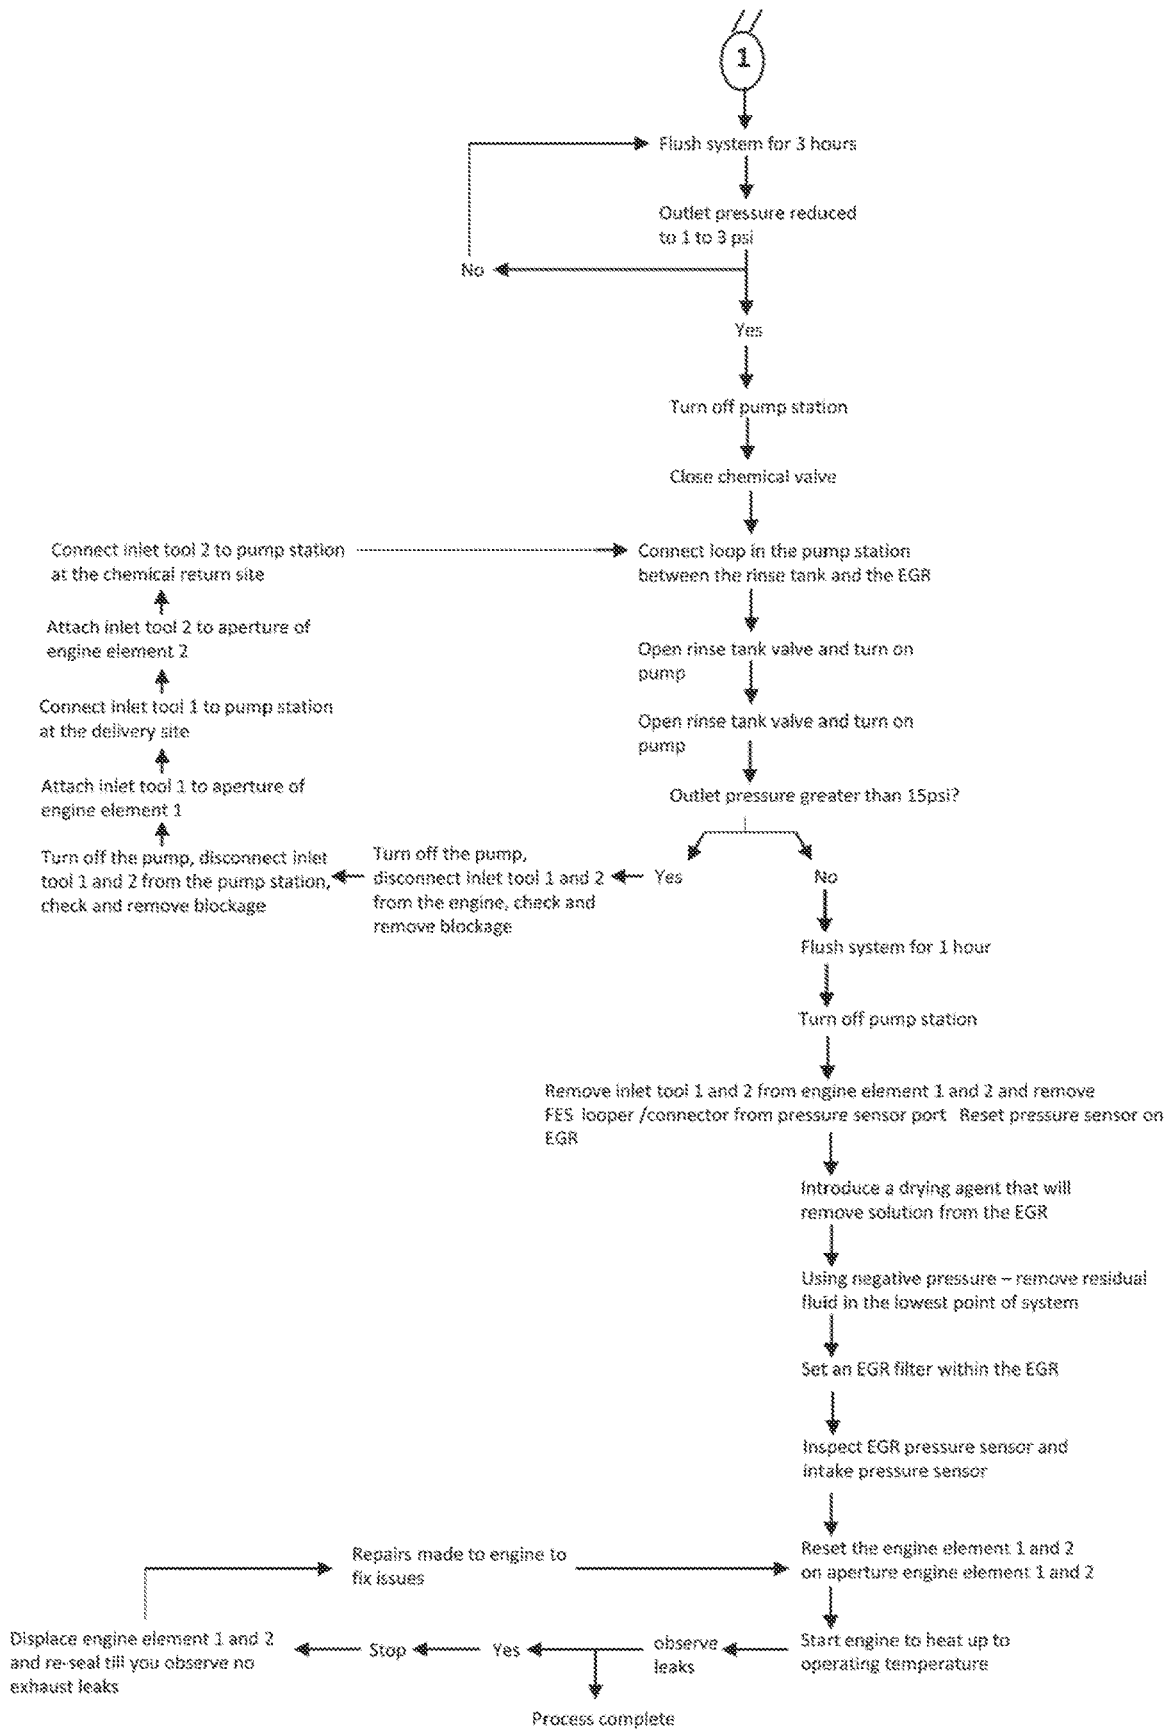 1
Flush system for 3 hours
Outlet pressure reduced
to 1 to 3 psi
No
Yes
Turn off pump station
Close chemical valve
Connect inlet tool 2 to pump station
at the chemical return site
Connect loop in the pump station
between the rinse tank and the EGR
Attach inlet tool 2 to aperture of
engine element 2
Open rinse tank valve and turn on
pump
Connect inlet tool 1 to pump station
at the delivery site
Open rinse tank valve and turn on
pump
Attach inlet tool 1 to aperture of
engine element 1
Outlet pressure greater than 15psi?
Turn off the pump, disconnect inlet
tool 1 and 2 from the pump station,
check and remove blockage
Turn off the pump,
disconnect inlet tool 1 and 2
from the engine, check and
remove blockage
Yes
No
Flush system for 1 hour
Turn off pump station
Remove inlet tool 1 and 2 from engine element 1 and 2 and remove
FES looper /connector from pressure sensor port Reset pressure sensor on
EGR
Introduce a drying agent that will
remove solution from the EGR
Using negative pressure – remove residual
fluid in the lowest point of system
Set an EGR filter within the EGR
Inspect EGR pressure sensor and
intake pressure sensor
Repairs made to engine to
fix issues
Reset the engine element 1 and 2
on aperture engine element 1 and 2
Displace engine element 1 and 2
and re-seal till you observe no
exhaust leaks
Stop
Yes
observe
leaks
Start engine to heat up to
operating temperature
Process complete